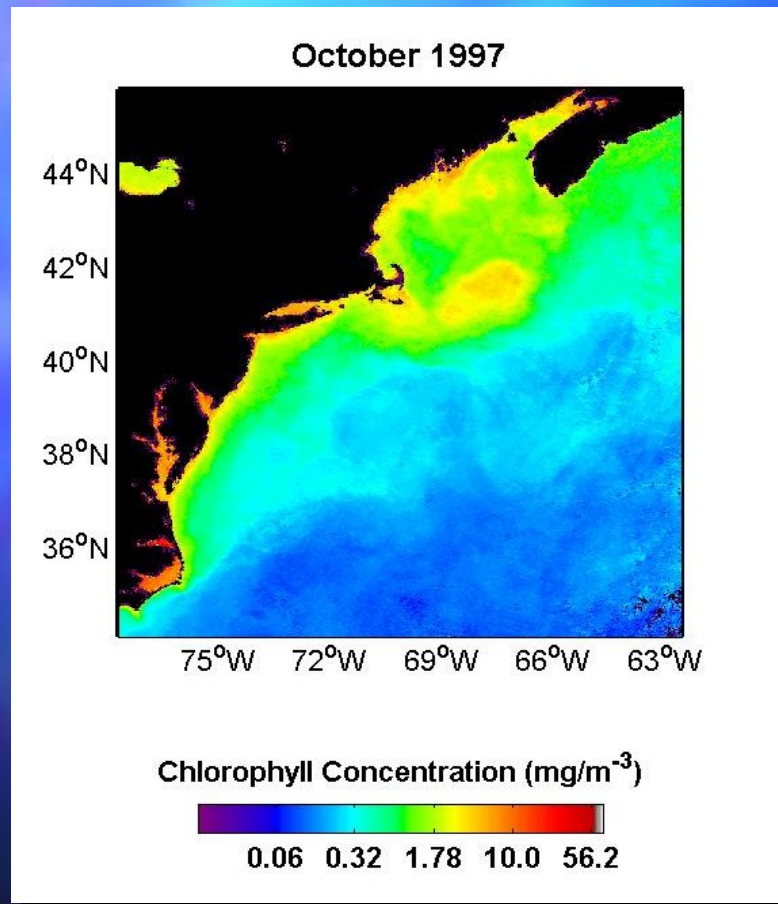 October 1997
44°N
42°N
40°N
38°N
36°N
75°W 72°W 69°W 66°W 63°W
Chlorophyll Concentration (mg/m⁻³)
0.06 0.32 1.78 10.0 56.2